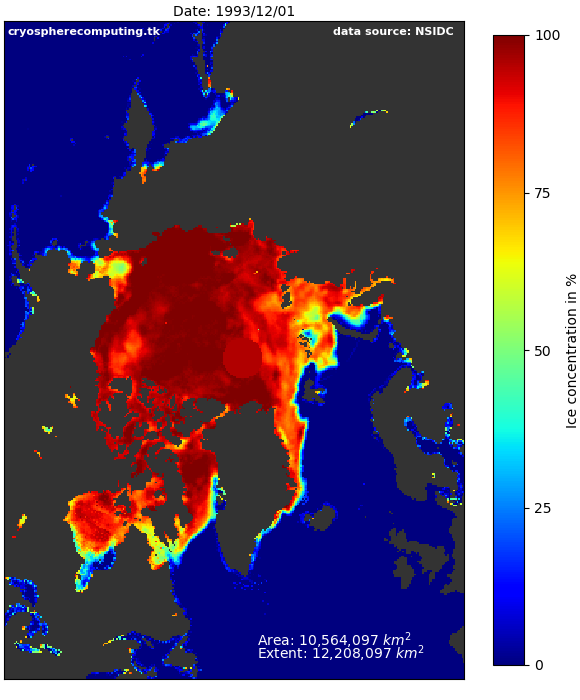 Date: 1993/12/01
cryospherecomputing.tk
data source: NSIDC
100
75
50
25
0
Ice concentration in %
Area: 10,564,097 km²
Extent: 12,208,097 km²